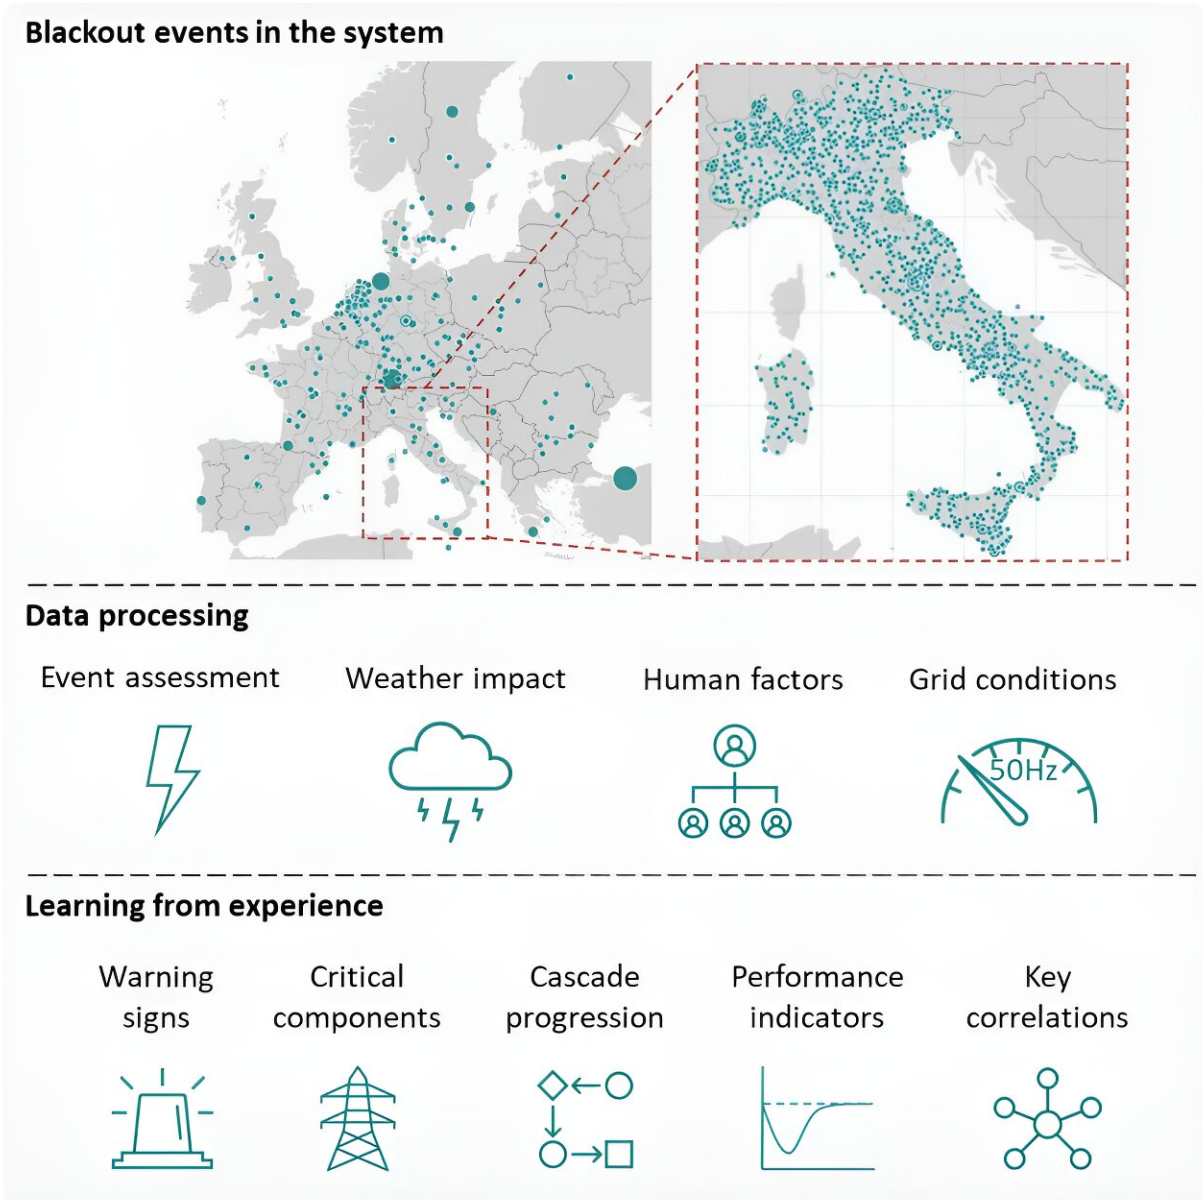 Blackout events in the system
Data processing
Event assessment
Weather impact
Human factors
Grid conditions
50Hz
Learning from experience
Warning
signs
Critical
components
Cascade
progression
Performance
indicators
Key
correlations